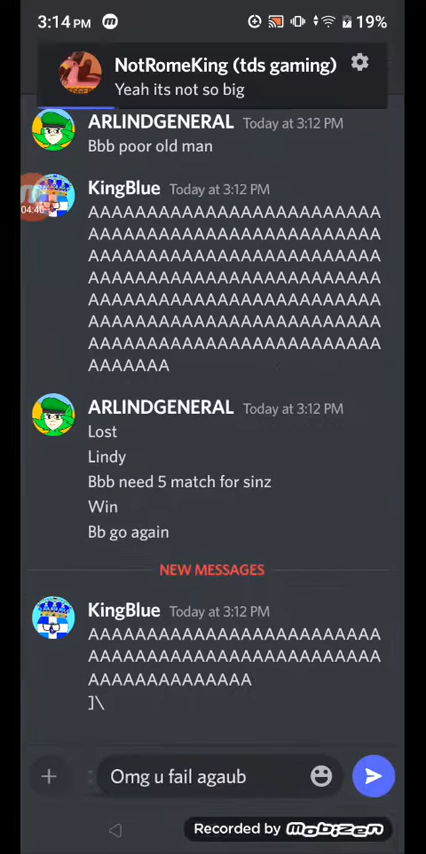 3:14 PM
19%
NotRomeKing (tds gaming)
Yeah its not so big
ARLINDGENERAL Today at 3:12 PM
Bbb poor old man
KingBlue Today at 3:12 PM
04:40
AAAAAAAAAAAAAAAAAAAAAAAAA
AAAAAAAAAAAAAAAAAAAAAAAAA
AAAAAAAAAAAAAAAAAAAAAAAAA
AAAAAAAAAAAAAAAAAAAAAAAAA
AAAAAAAAAAAAAAAAAAAAAAAAA
AAAAAAAAAAAAAAAAAAAAAAAAA
AAAAAAAAAAAAAAAAAAAAAAAAA
AAAAAAA
ARLINDGENERAL Today at 3:12 PM
Lost
Lindy
Bbb need 5 match for sinz
Win
Bb go again
NEW MESSAGES
KingBlue Today at 3:12 PM
AAAAAAAAAAAAAAAAAAAAAAAAA
AAAAAAAAAAAAAAAAAAAAAAAAA
AAAAAAAAAAAAAA
]\
Omg u fail agaub
Recorded by mobizen